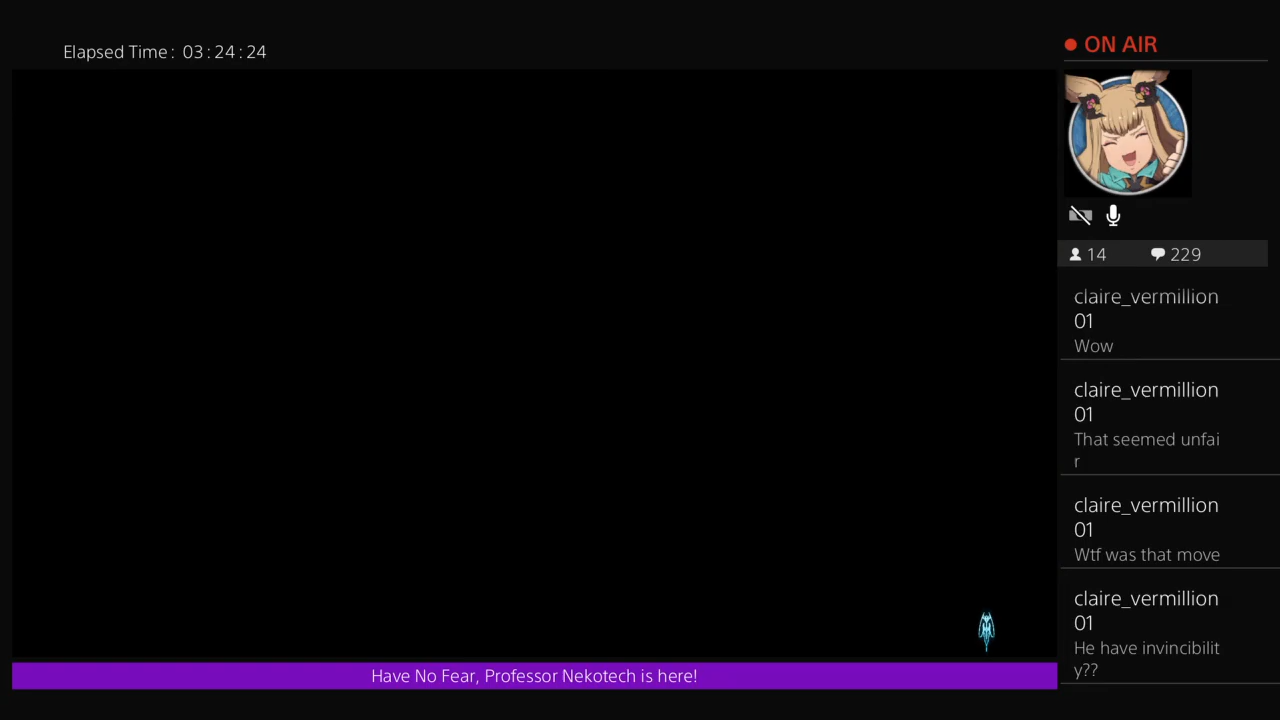 Elapsed Time: 03:24:24
ON AIR
14
229
claire_vermillion
01
Wow
claire_vermillion
01
That seemed unfai
r
claire_vermillion
01
Wtf was that move
claire_vermillion
01
He have invincibilit
y??
Have No Fear, Professor Nekotech is here!